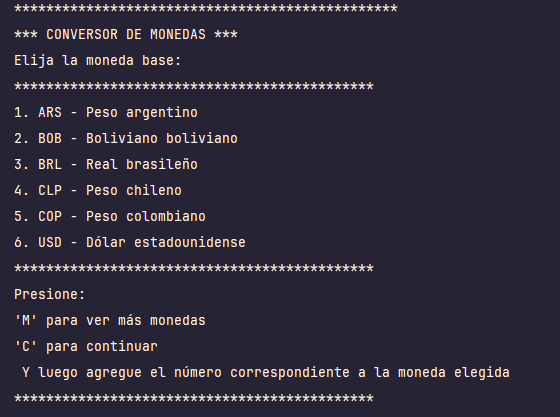 ************************************************
*** CONVERSOR DE MONEDAS ***
Elija la moneda base:
*********************************************
1. ARS - Peso argentino
2. BOB - Boliviano boliviano
3. BRL - Real brasileño
4. CLP - Peso chileno
5. COP - Peso colombiano
6. USD - Dólar estadounidense
*********************************************
Presione:
'M' para ver más monedas
'C' para continuar
 Y luego agregue el número correspondiente a la moneda elegida
*********************************************